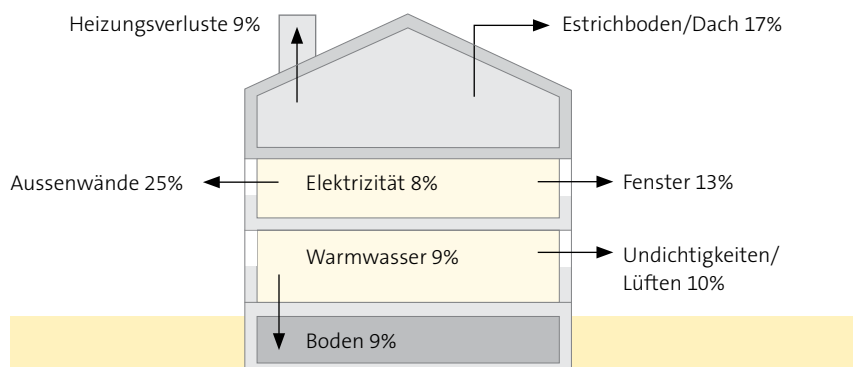 Heizungsverluste 9%
Estrichboden/Dach 17%
Aussenwände 25%
Elektrizität 8%
Fenster 13%
Warmwasser 9%
Undichtigkeiten/
Lüften 10%
Boden 9%